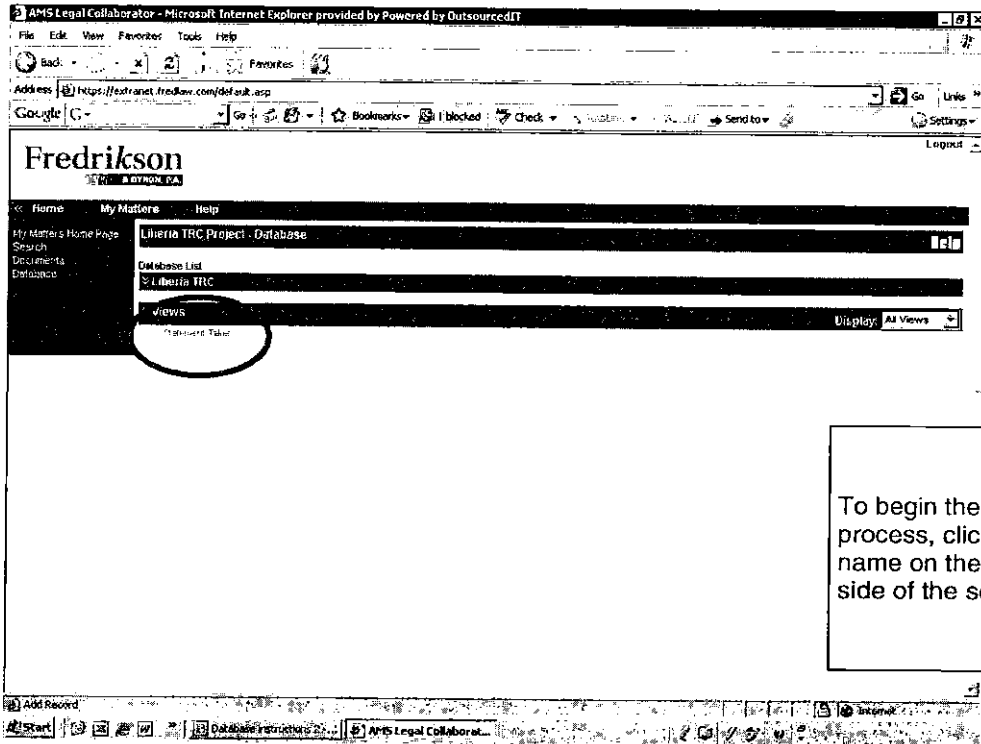 AMS Legal Collaborator - Microsoft Internet Explorer provided by Powered by OutsourcedIT
File Edit View Favorites Tools Help
Back Favorites
Address https://extranet.fredlaw.com/default.asp Go Links »
Google G Go Bookmarks 1 blocked Check Send to Settings
Logout
Fredrikson
& BYRON, P.A.
« Home My Matters Help
My Matters Home Page
Search
Documents
Database
Liberia TRC Project - Database
Help
Database List
Liberia TRC
Views
Display: All Views
Statement Taker
To begin the
process, clic
name on the
side of the s
Add Record Internet
Start Database instructions AMS Legal Collaborat...